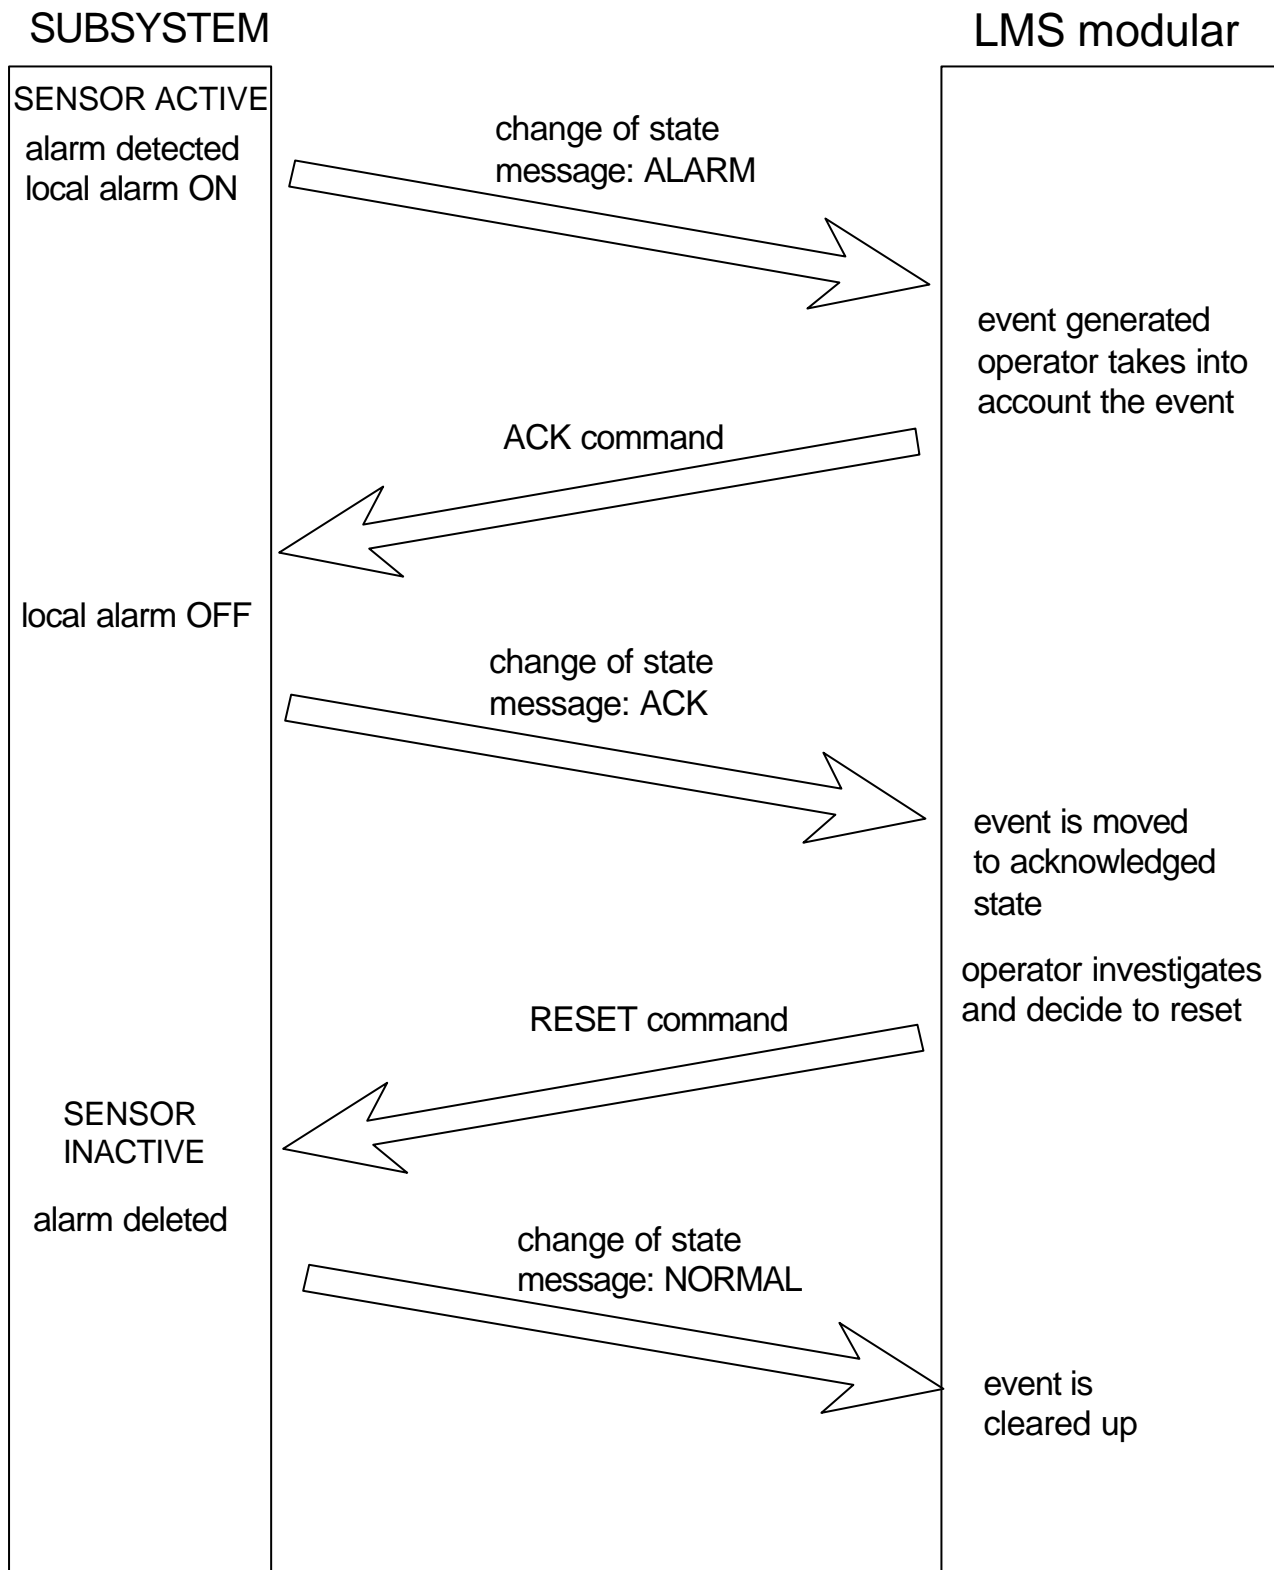 SUBSYSTEM
LMS modular
SENSOR ACTIVE
alarm detected
local alarm ON
change of state
message: ALARM
event generated
operator takes into
account the event
ACK command
local alarm OFF
change of state
message: ACK
event is moved
to acknowledged
state
operator investigates
and decide to reset
RESET command
SENSOR
INACTIVE
alarm deleted
change of state
message: NORMAL
event is
cleared up